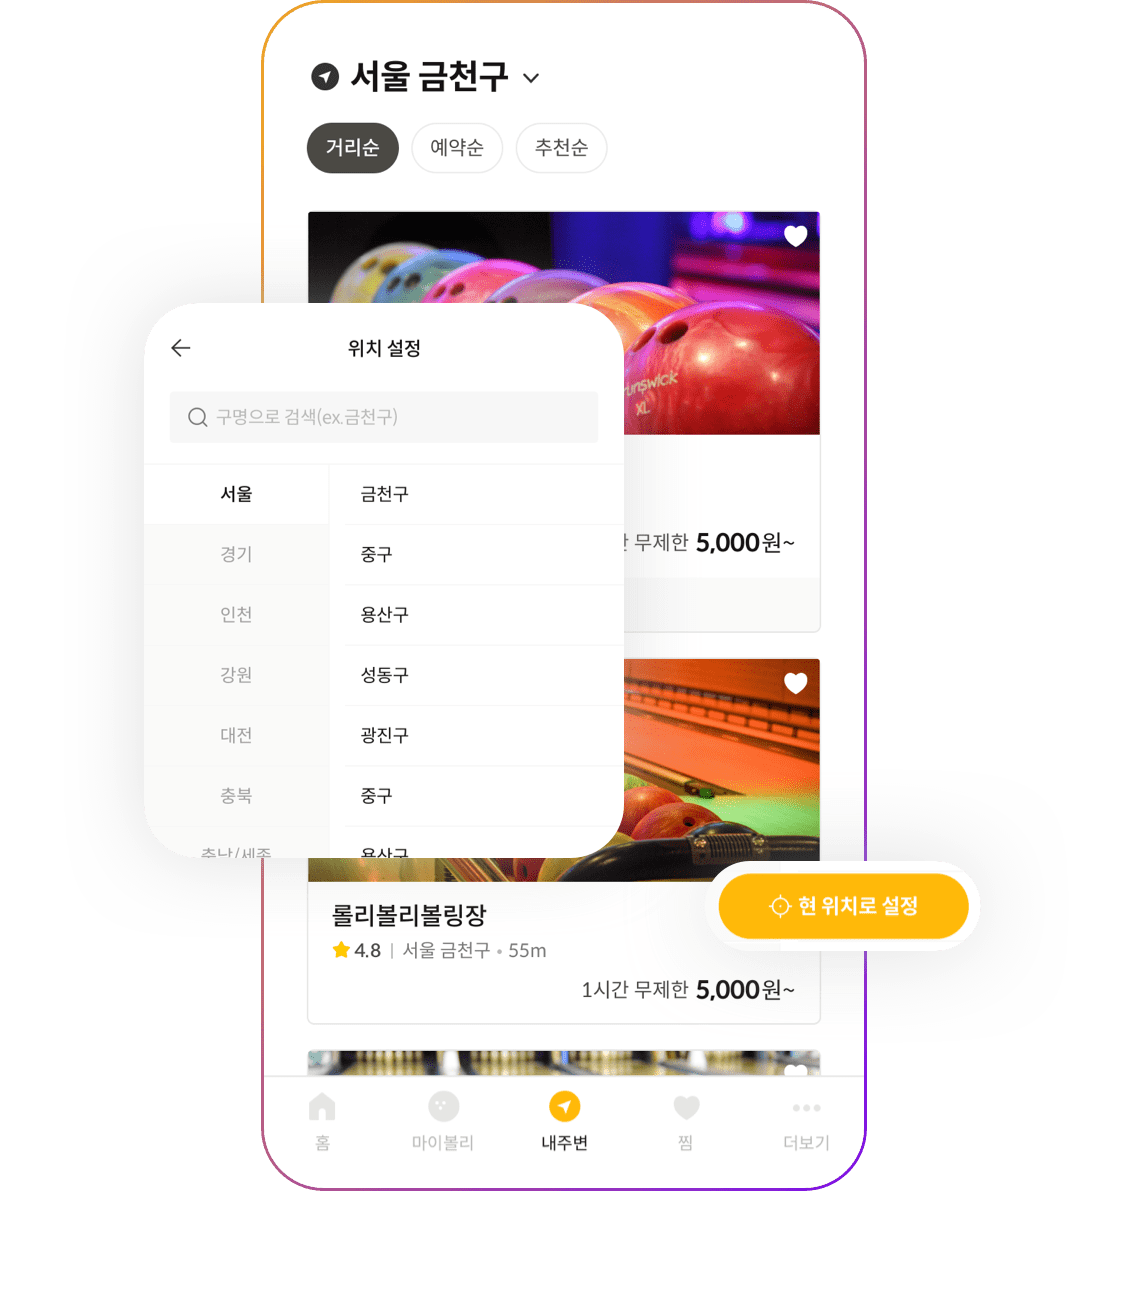 서울 금천구
거리순 예약순 추천순
unswick
XL
위치 설정
구명으로 검색(ex.금천구)
서울 금천구
경기 중구
인천 용산구
강원 성동구
대전 광진구
충북 중구
충남/세종 용산구
무제한 5,000원~
현 위치로 설정
롤리볼리볼링장
4.8 | 서울 금천구 • 55m
1시간 무제한 5,000원~
홈 마이볼리 내주변 찜 더보기